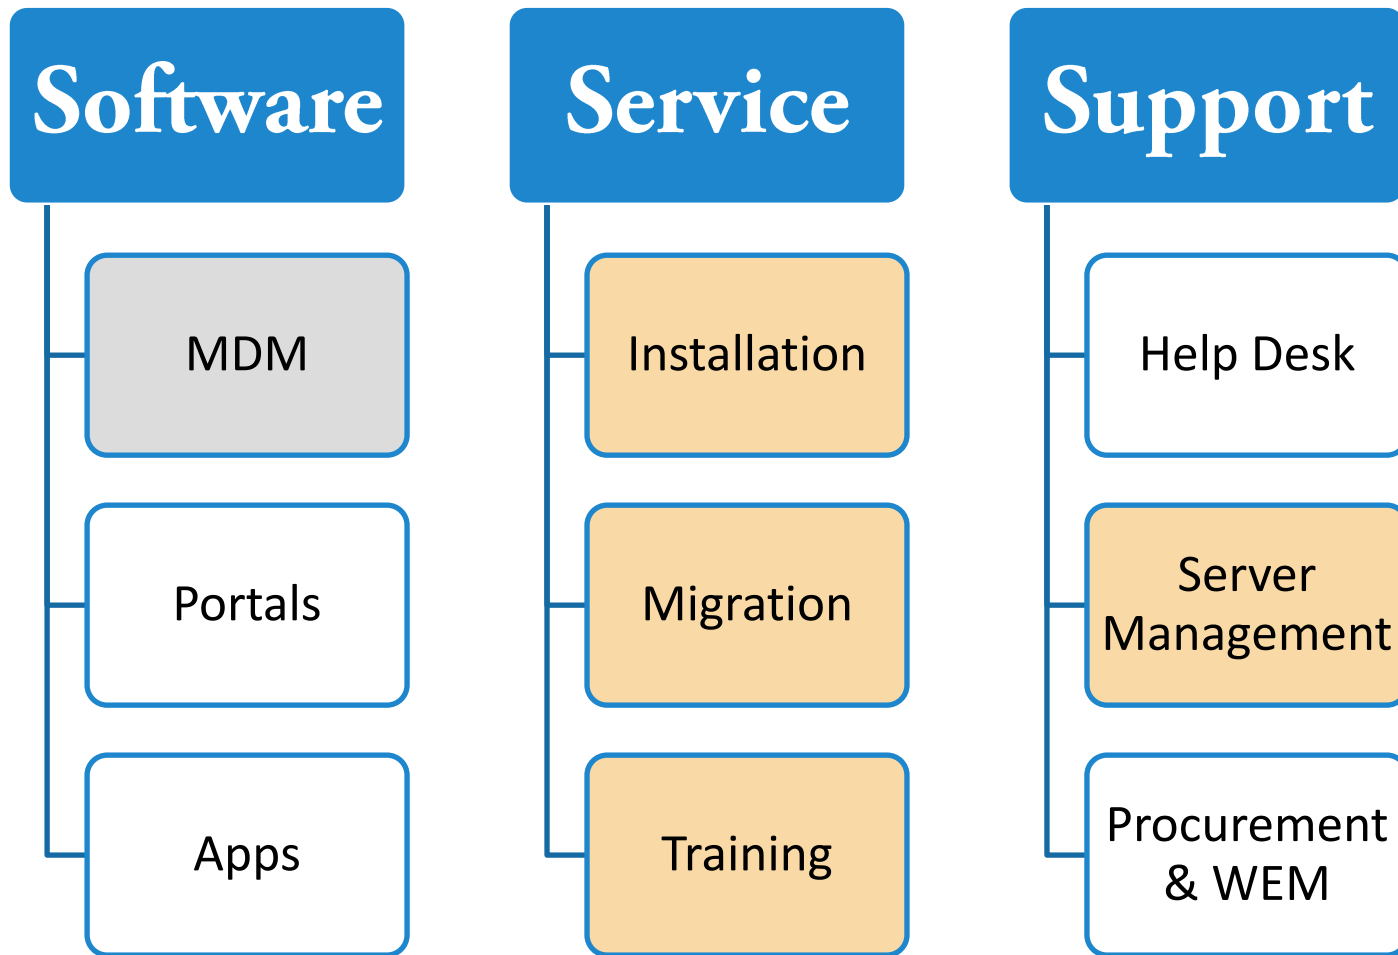 Software
MDM
Portals
Apps
Service
Installation
Migration
Training
Support
Help Desk
Server
Management
Procurement
& WEM